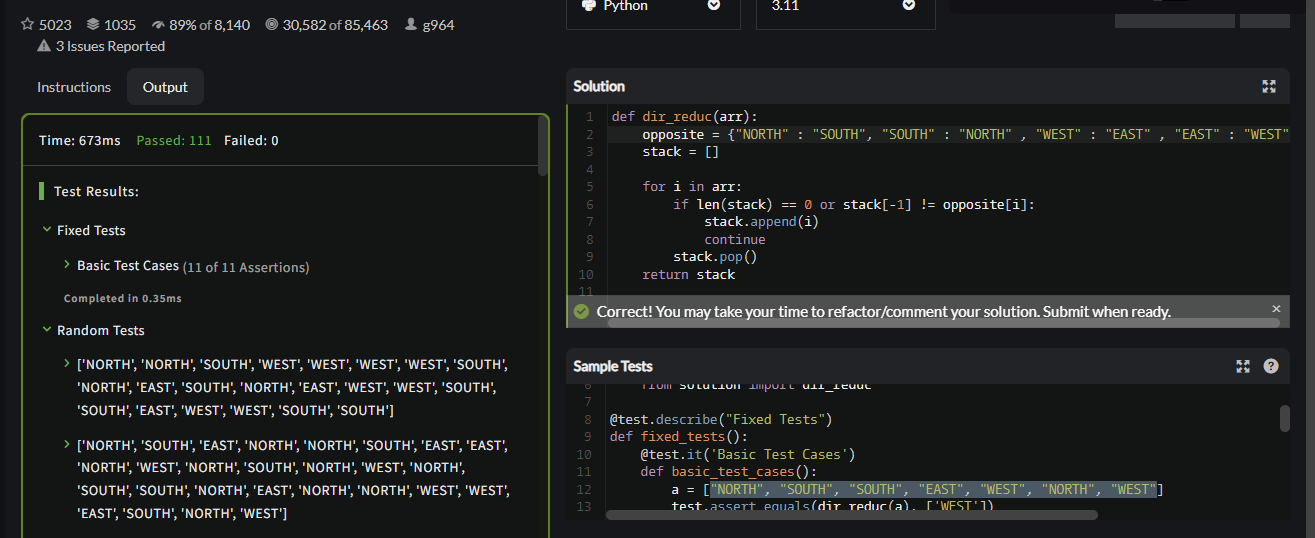 5023 1035 89% of 8,140 30,582 of 85,463 g964
3 Issues Reported
Python
3.11
Instructions Output
Time: 673ms Passed: 111 Failed: 0
Test Results:
Fixed Tests
Basic Test Cases (11 of 11 Assertions)
Completed in 0.35ms
Random Tests
['NORTH', 'NORTH', 'SOUTH', 'WEST', 'WEST', 'WEST', 'WEST', 'SOUTH',
'NORTH', 'EAST', 'SOUTH', 'NORTH', 'EAST', 'WEST', 'WEST', 'SOUTH',
'SOUTH', 'EAST', 'WEST', 'WEST', 'SOUTH', 'SOUTH']
['NORTH', 'SOUTH', 'EAST', 'NORTH', 'NORTH', 'SOUTH', 'EAST', 'EAST',
'NORTH', 'WEST', 'NORTH', 'SOUTH', 'NORTH', 'WEST', 'NORTH',
'SOUTH', 'SOUTH', 'NORTH', 'EAST', 'NORTH', 'NORTH', 'WEST', 'WEST',
'EAST', 'SOUTH', 'NORTH', 'WEST']
Solution
1 def dir_reduc(arr):
2 opposite = {"NORTH" : "SOUTH", "SOUTH" : "NORTH" , "WEST" : "EAST" , "EAST" : "WEST"
3 stack = []
4
5 for i in arr:
6 if len(stack) == 0 or stack[-1] != opposite[i]:
7 stack.append(i)
8 continue
9 stack.pop()
10 return stack
11
Correct! You may take your time to refactor/comment your solution. Submit when ready.
Sample Tests
6 from solution import dir_reduc
7
8 @test.describe("Fixed Tests")
9 def fixed_tests():
10 @test.it('Basic Test Cases')
11 def basic_test_cases():
12 a = ["NORTH", "SOUTH", "SOUTH", "EAST", "WEST", "NORTH", "WEST"]
13 test.assert_equals(dir_reduc(a), ['WEST'])